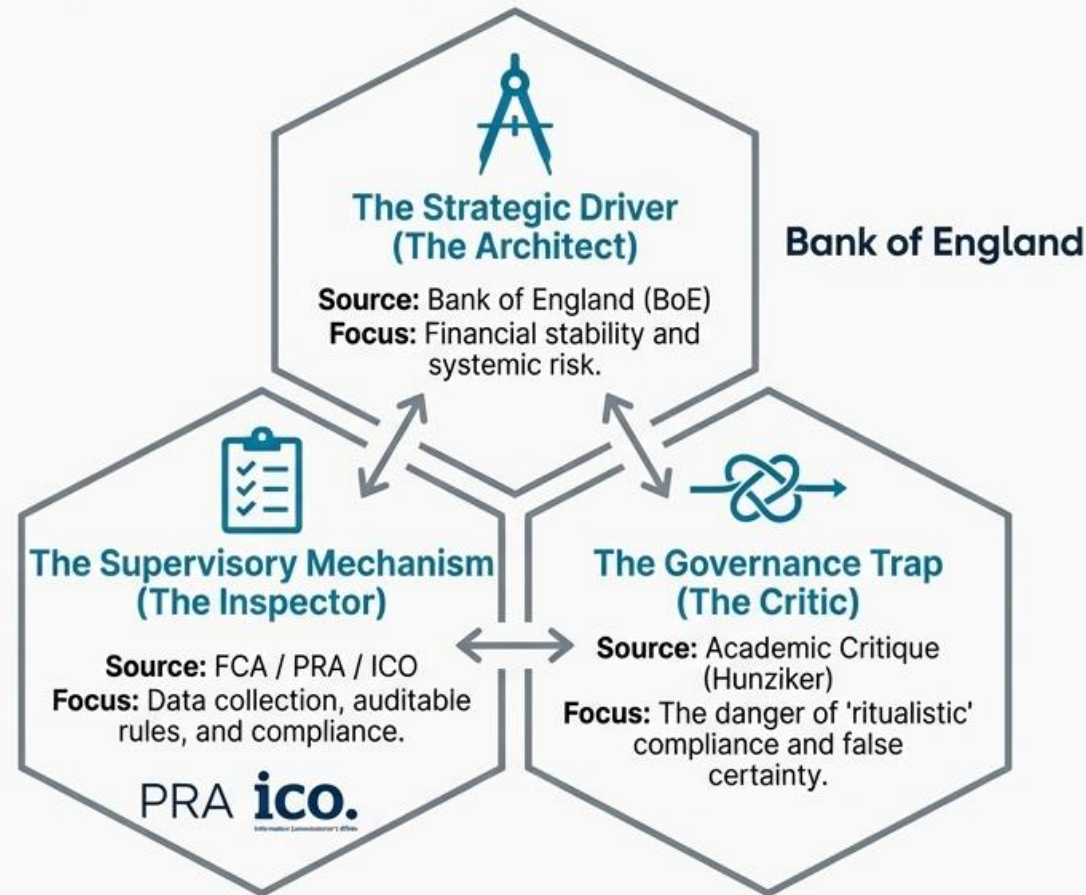 The Strategic Driver
(The Architect)
Source: Bank of England (BoE)
Focus: Financial stability and
systemic risk.
Bank of England
The Supervisory Mechanism
(The Inspector)
Source: FCA / PRA / ICO
Focus: Data collection, auditable
rules, and compliance.
PRA ico.
The Governance Trap
(The Critic)
Source: Academic Critique
(Hunziker)
Focus: The danger of 'ritualistic'
compliance and false
certainty.